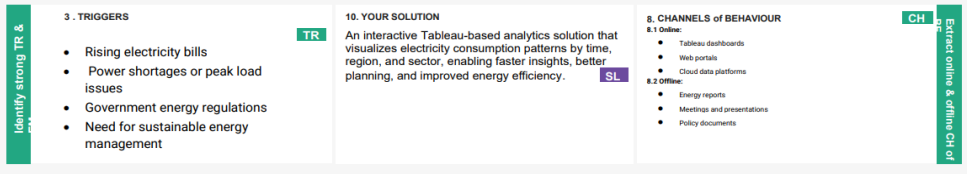 Identify strong TR &
3 . TRIGGERS
TR
Rising electricity bills
Power shortages or peak load
issues
Government energy regulations
Need for sustainable energy
management
10. YOUR SOLUTION
An interactive Tableau-based analytics solution that
visualizes electricity consumption patterns by time,
region, and sector, enabling faster insights, better
planning, and improved energy efficiency.
SL
8. CHANNELS of BEHAVIOUR
CH
8.1 Online:
Tableau dashboards
Web portals
Cloud data platforms
8.2 Offline:
Energy reports
Meetings and presentations
Policy documents
Extract online & offline CH of